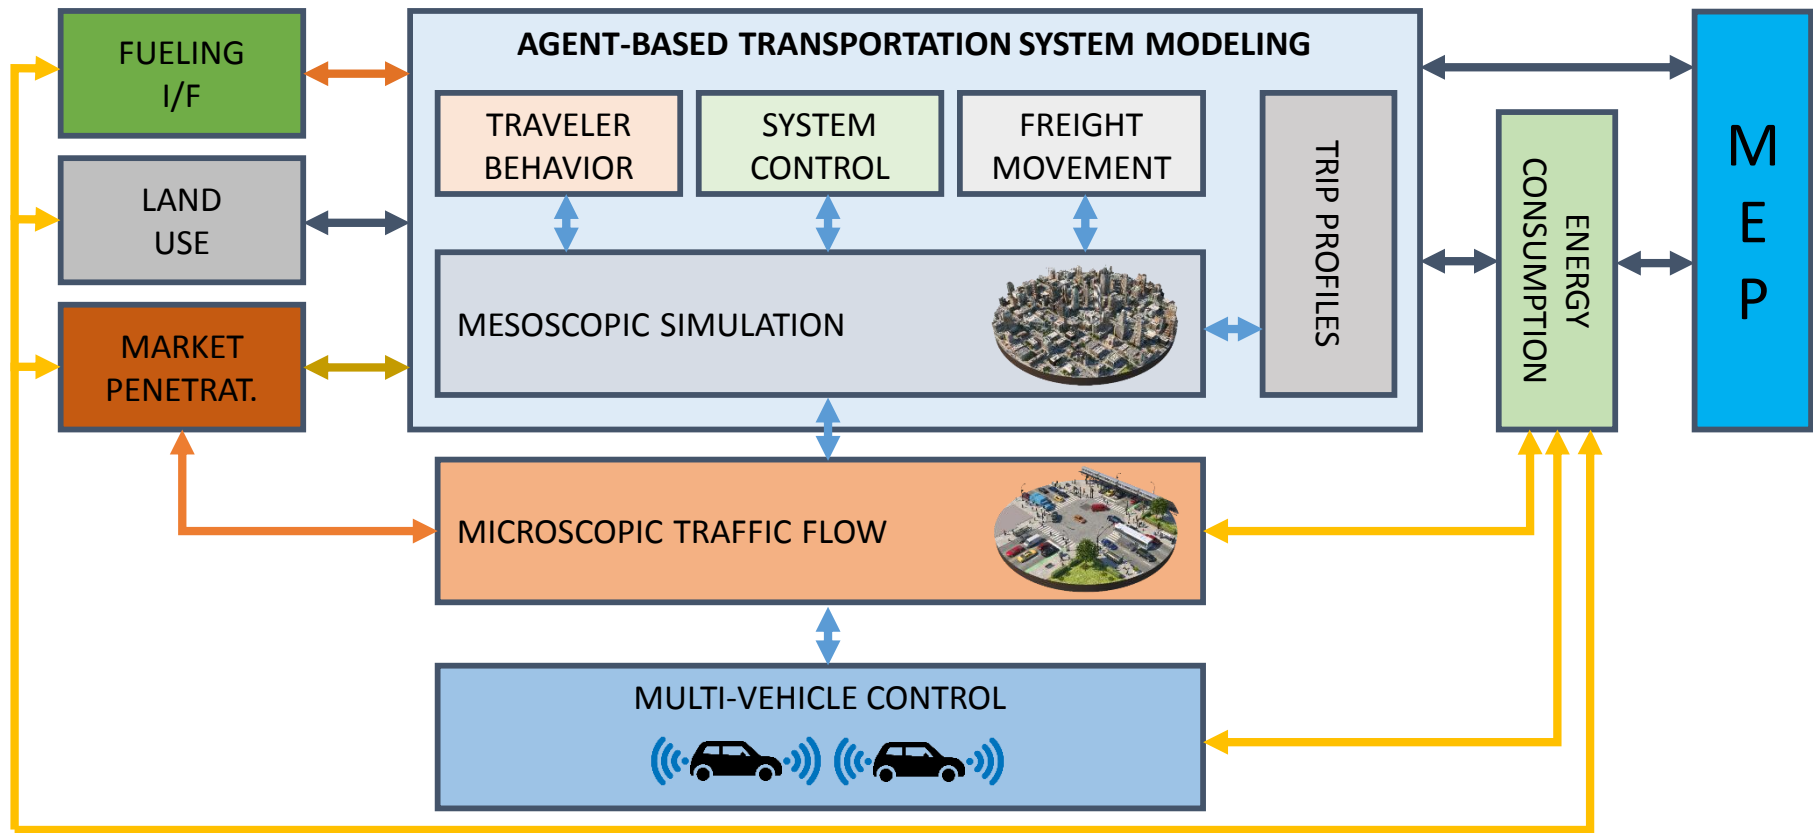 FUELING
I/F
LAND
USE
MARKET
PENETRAT.
AGENT-BASED TRANSPORTATION SYSTEM MODELING
TRAVELER
BEHAVIOR
SYSTEM
CONTROL
FREIGHT
MOVEMENT
TRIP PROFILES
MESOSCOPIC SIMULATION
MICROSCOPIC TRAFFIC FLOW
MULTI-VEHICLE CONTROL
ENERGY
CONSUMPTION
M
E
P